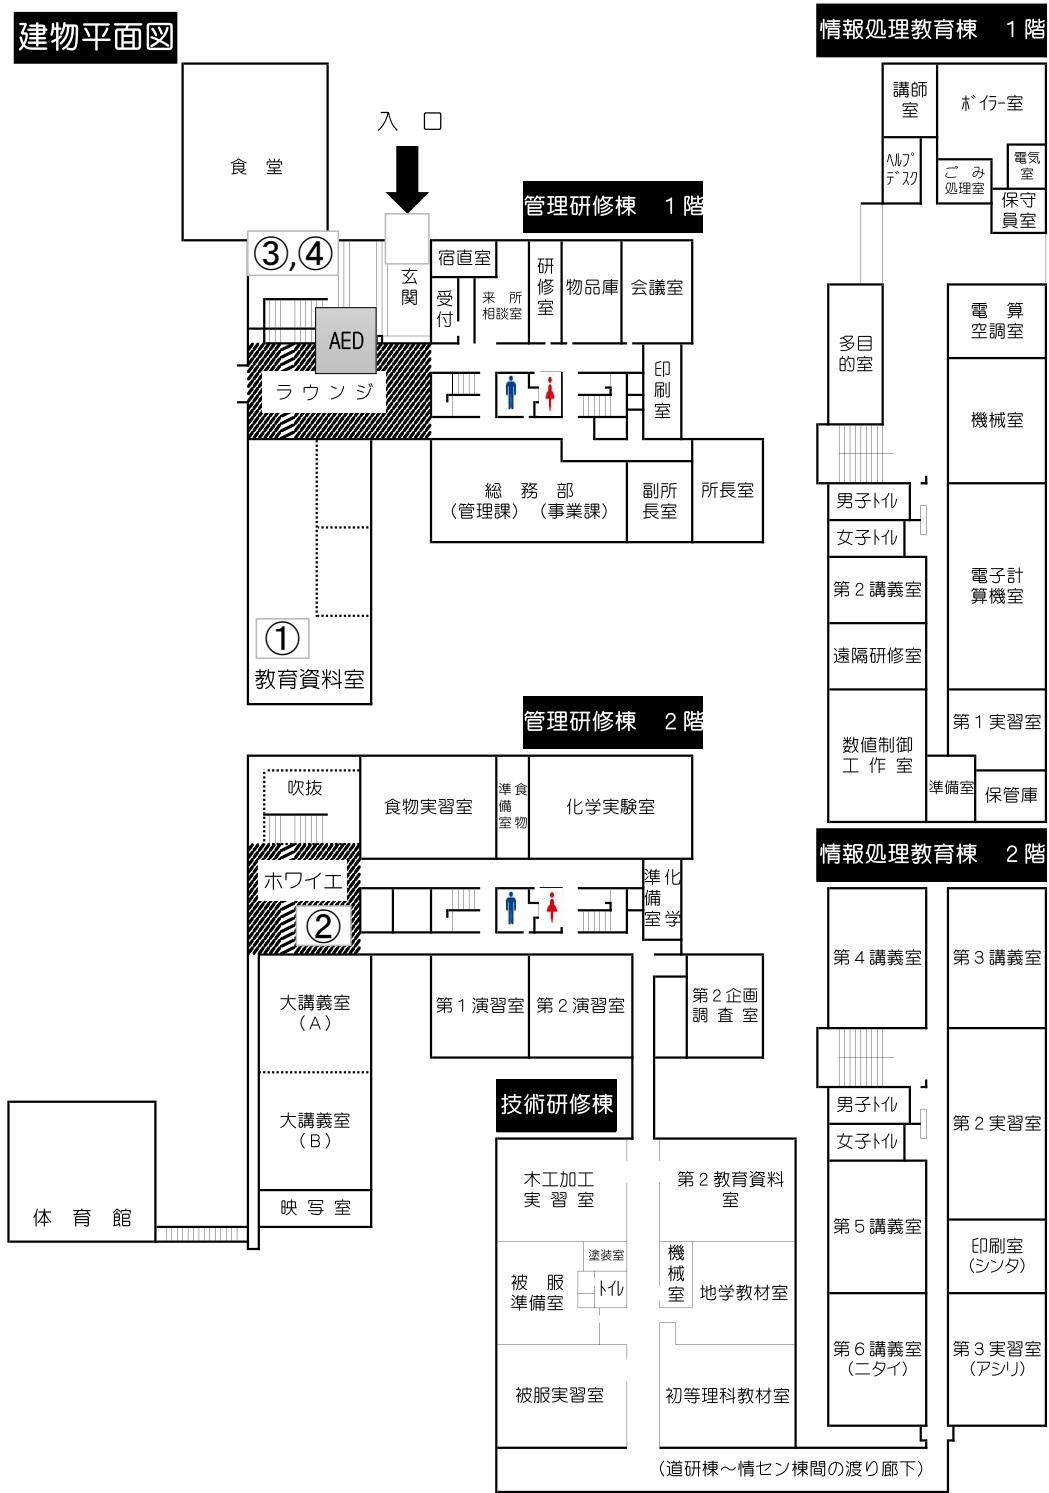 建物平面図
入　口
食　堂
③,④
玄
関
AED
ラウンジ
管理研修棟　１階
宿直室
受
付
来　所
相談室
研
修
室
物品庫
会議室
印
刷
室
総　務　部
（管理課）（事業課）
副所
長室
所長室
①
教育資料室
管理研修棟　２階
吹抜
食物実習室
準　食
備　物
室
化学実験室
ホワイエ
②
準　化
備
室　学
大講義室
（Ａ）
大講義室
（Ｂ）
映　写　室
体　育　館
第１演習室
第２演習室
第２企画
調　査　室
技術研修棟
木工加工
実　習　室
第２教育資料
室
塗装室
ﾄｲﾙ
被　服
準備室
機
械
室
地学教材室
被服実習室
初等理科教材室
（道研棟～情セン棟間の渡り廊下）
情報処理教育棟　１階
講師
室
ﾎﾞｲﾗｰ室
ﾍﾙﾌﾟ
ﾃﾞｽｸ
ご　み
処理室
電気
室
保守
員室
多目
的室
電　算
空調室
機械室
男子ﾄｲﾙ
女子ﾄｲﾙ
第２講義室
電子計
算機室
遠隔研修室
数値制御
工　作　室
第１実習室
準備室
保管庫
情報処理教育棟　２階
第４講義室
第３講義室
男子ﾄｲﾙ
女子ﾄｲﾙ
第２実習室
第５講義室
印刷室
（シンタ）
第６講義室
（ニタイ）
第３実習室
（アシリ）